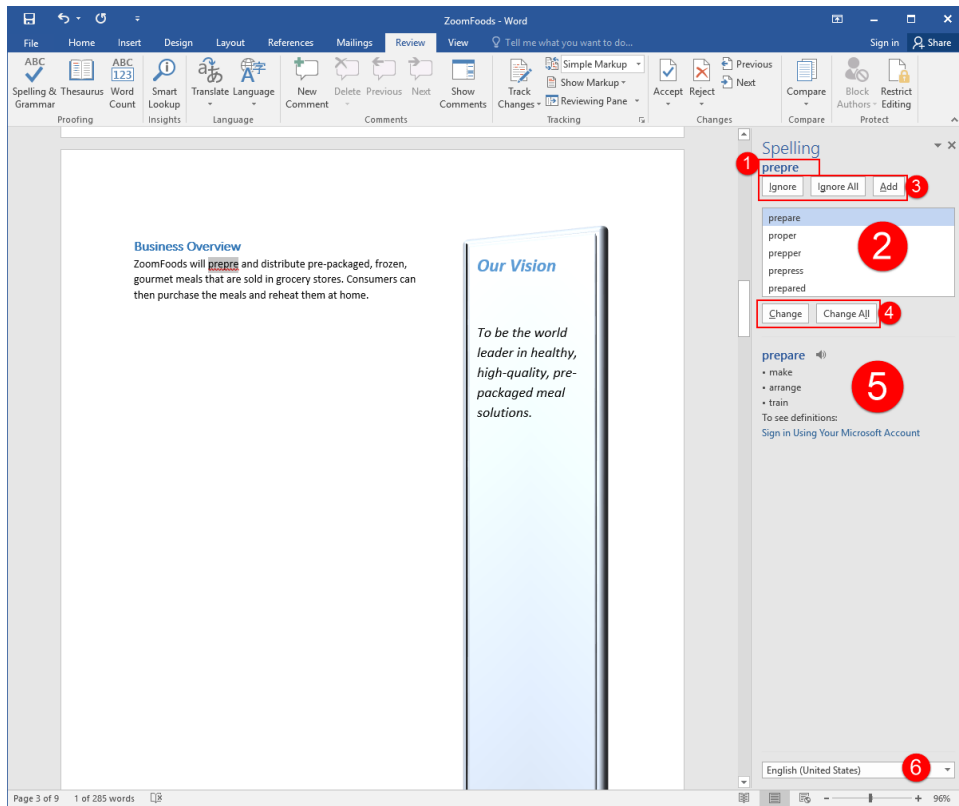 ZoomFoods - Word
File Home Insert Design Layout References Mailings Review View Tell me what you want to do... Sign in Share
ABC
Spelling & Grammar
Thesaurus
ABC
123
Word Count
Smart Lookup
Translate
Language
New Comment
Delete
Previous
Next
Show Comments
Track Changes
Simple Markup
Show Markup
Reviewing Pane
Accept
Reject
Previous
Next
Compare
Block Authors
Restrict Editing
Proofing Insights Language Comments Tracking Changes Compare Protect
Business Overview
ZoomFoods will prepre and distribute pre-packaged, frozen,
gourmet meals that are sold in grocery stores. Consumers can
then purchase the meals and reheat them at home.
Our Vision
To be the world
leader in healthy,
high-quality, pre-
packaged meal
solutions.
Spelling
1 prepre
Ignore Ignore All Add 3
prepare
proper
prepper
prepress
prepared
2
Change Change All 4
prepare
• make
• arrange
• train
5
To see definitions:
Sign in Using Your Microsoft Account
English (United States) 6
Page 3 of 9 1 of 285 words 96%